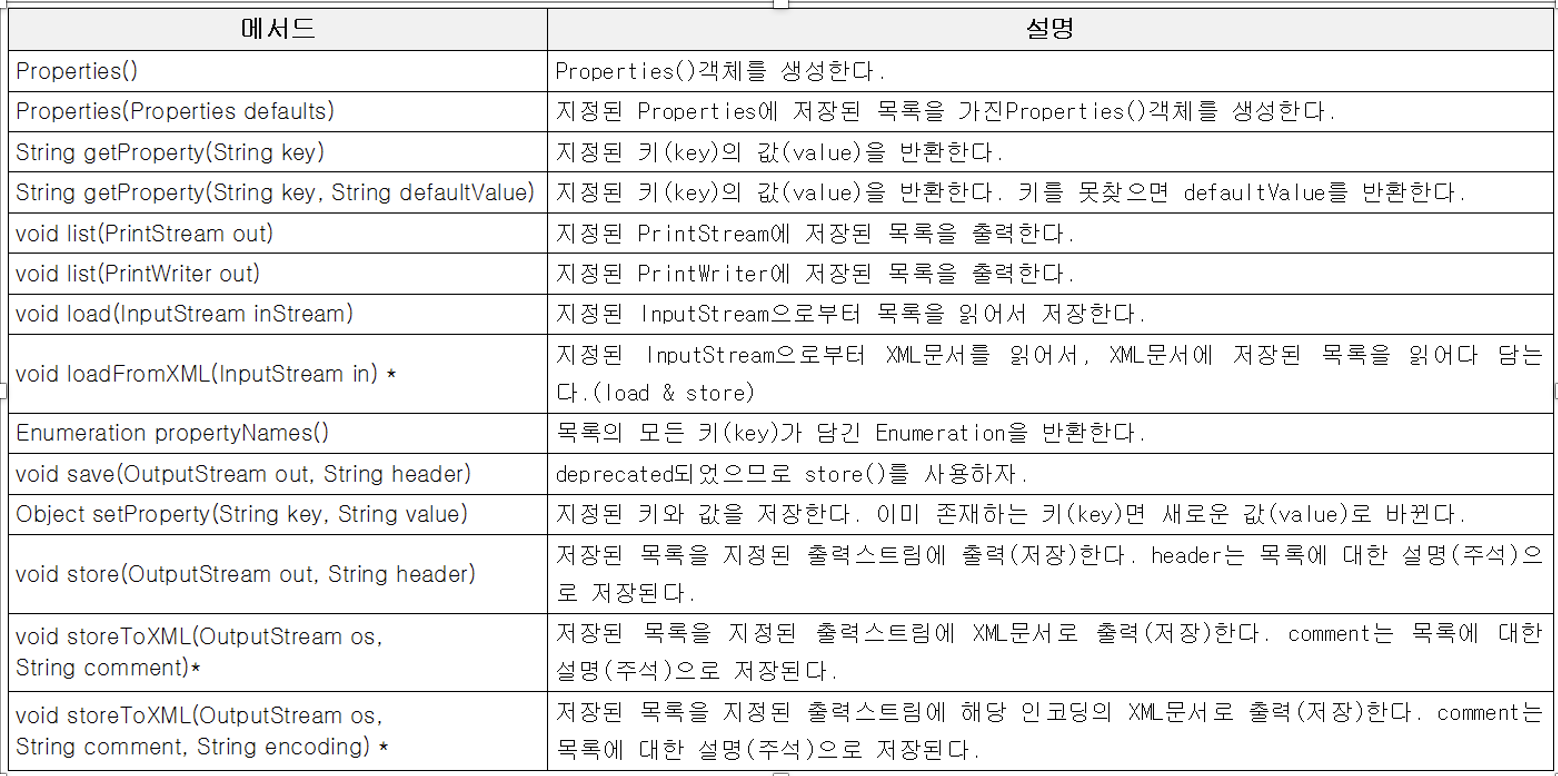 메서드 설명
Properties() Properties()객체를 생성한다.
Properties(Properties defaults) 지정된 Properties에 저장된 목록을 가진Properties()객체를 생성한다.
String getProperty(String key) 지정된 키(key)의 값(value)을 반환한다.
String getProperty(String key, String defaultValue) 지정된 키(key)의 값(value)을 반환한다. 키를 못찾으면 defaultValue를 반환한다.
void list(PrintStream out) 지정된 PrintStream에 저장된 목록을 출력한다.
void list(PrintWriter out) 지정된 PrintWriter에 저장된 목록을 출력한다.
void load(InputStream inStream) 지정된 InputStream으로부터 목록을 읽어서 저장한다.
void loadFromXML(InputStream in) *
지정된 InputStream으로부터 XML문서를 읽어서, XML문서에 저장된 목록을 읽어다 담는
다.(load & store)
Enumeration propertyNames() 목록의 모든 키(key)가 담긴 Enumeration을 반환한다.
void save(OutputStream out, String header) deprecated되었으므로 store()를 사용하자.
Object setProperty(String key, String value) 지정된 키와 값을 저장한다. 이미 존재하는 키(key)면 새로운 값(value)로 바뀐다.
void store(OutputStream out, String header)
저장된 목록을 지정된 출력스트림에 출력(저장)한다. header는 목록에 대한 설명(주석)으
로 저장된다.
void storeToXML(OutputStream os,
String comment)*
저장된 목록을 지정된 출력스트림에 XML문서로 출력(저장)한다. comment는 목록에 대한
설명(주석)으로 저장된다.
void storeToXML(OutputStream os,
String comment, String encoding) *
저장된 목록을 지정된 출력스트림에 해당 인코딩의 XML문서로 출력(저장)한다. comment는
목록에 대한 설명(주석)으로 저장된다.